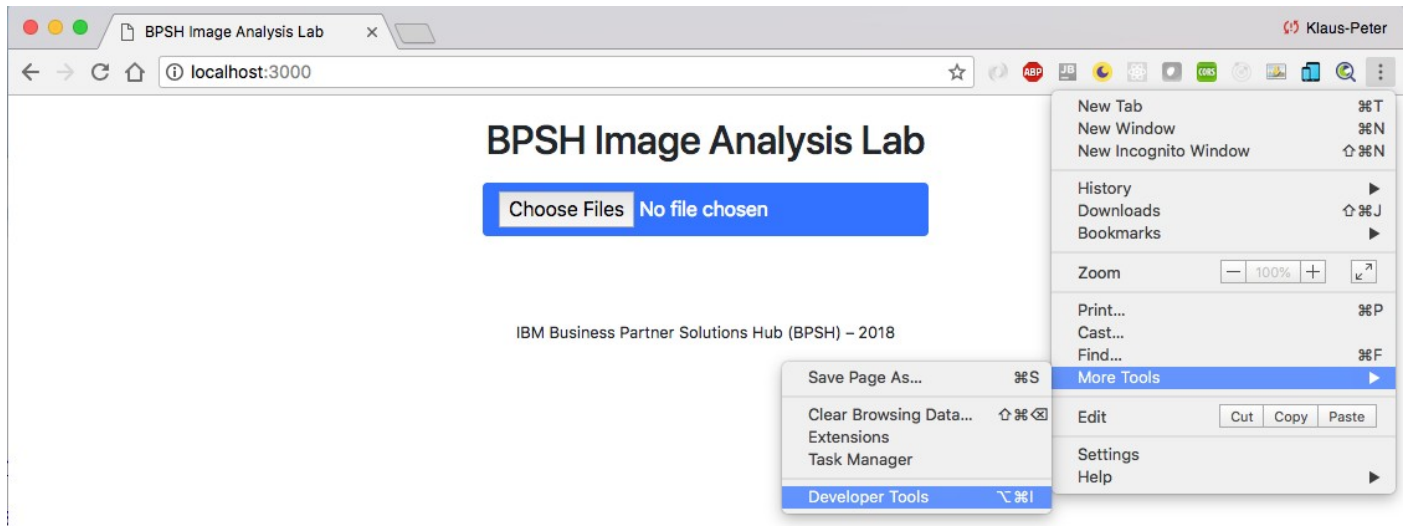 BPSH Image Analysis Lab
Klaus-Peter
localhost:3000
ABP
JB
CORS
BPSH Image Analysis Lab
Choose Files No file chosen
IBM Business Partner Solutions Hub (BPSH) – 2018
New Tab ⌘T
New Window ⌘N
New Incognito Window ⇧⌘N
History ▶
Downloads ⇧⌘J
Bookmarks ▶
Zoom − 100% +
Print... ⌘P
Cast...
Find... ⌘F
More Tools ▶
Edit Cut Copy Paste
Settings
Help ▶
Save Page As... ⌘S
Clear Browsing Data... ⇧⌘⌫
Extensions
Task Manager
Developer Tools ⌥⌘I